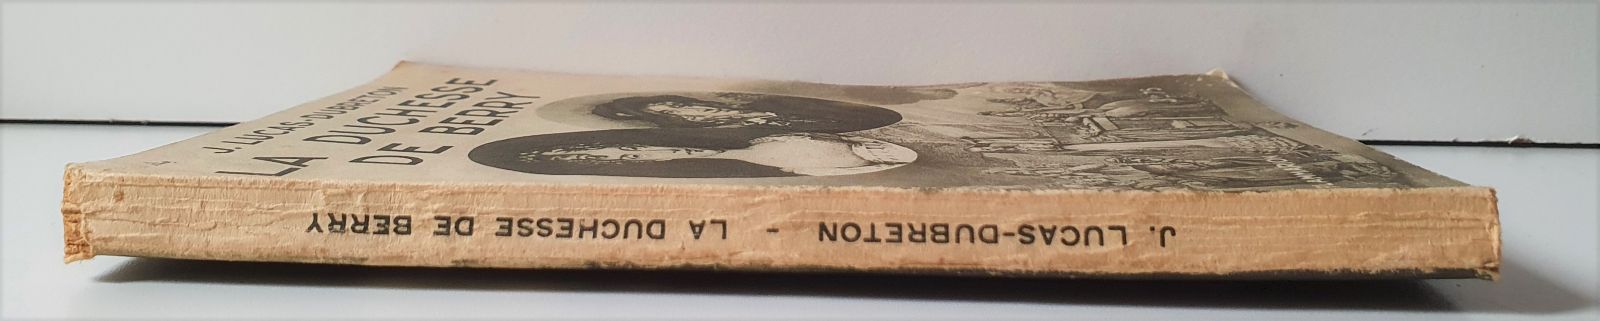 J. LUCAS-DUBRETON
LA DUCHESSE
DE BERRY
J. LUCAS-DUBRETON - LA DUCHESSE DE BERRY